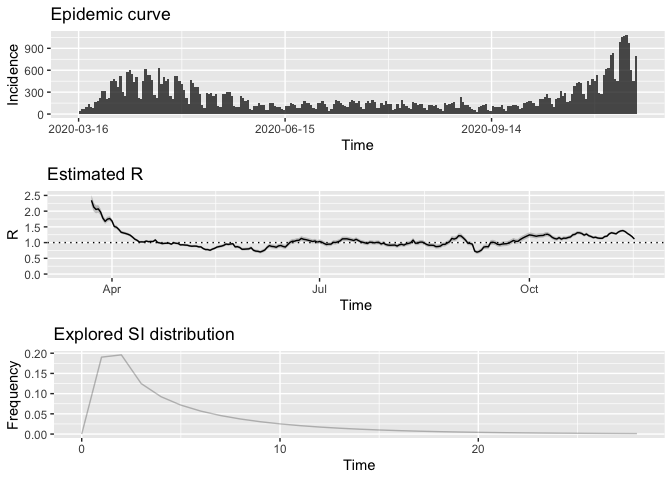 Epidemic curve
Incidence
900
600
300
0
2020-03-16 2020-06-15 2020-09-14
Time
Estimated R
R
2.5
2.0
1.5
1.0
0.5
0.0
Apr Jul Oct
Time
Explored SI distribution
Frequency
0.20
0.15
0.10
0.05
0.00
0 10 20
Time